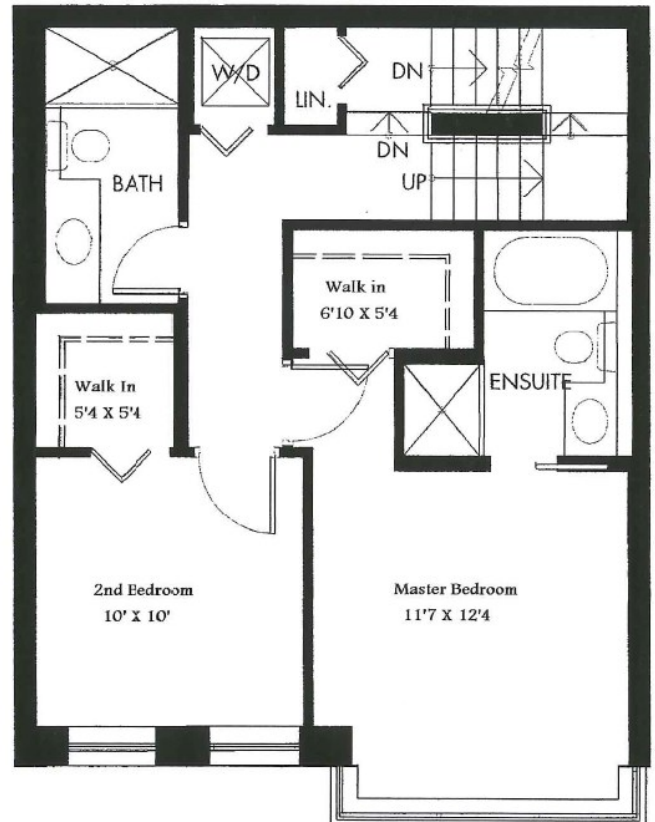 W/D
LIN.
DN
DN
UP
BATH
Walk in
6'10 X 5'4
Walk In
5'4 X 5'4
ENSUITE
2nd Bedroom
10' X 10'
Master Bedroom
11'7 X 12'4